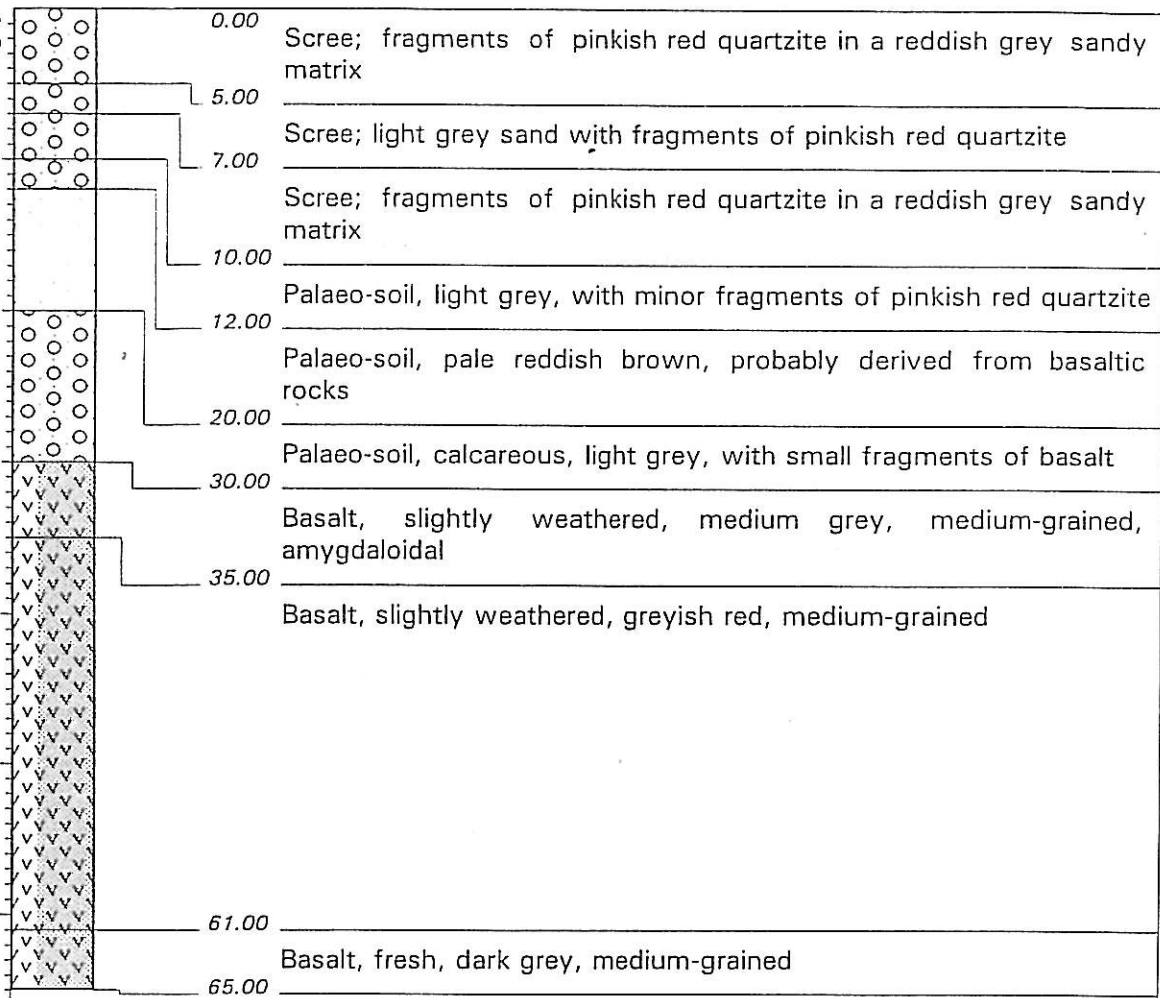 0.00
Scree; fragments of pinkish red quartzite in a reddish grey sandy
matrix
5.00
Scree; light grey sand with fragments of pinkish red quartzite
7.00
Scree; fragments of pinkish red quartzite in a reddish grey sandy
matrix
10.00
Palaeo-soil, light grey, with minor fragments of pinkish red quartzite
12.00
Palaeo-soil, pale reddish brown, probably derived from basaltic
rocks
20.00
Palaeo-soil, calcareous, light grey, with small fragments of basalt
30.00
Basalt, slightly weathered, medium grey, medium-grained,
amygdaloidal
35.00
Basalt, slightly weathered, greyish red, medium-grained
61.00
Basalt, fresh, dark grey, medium-grained
65.00